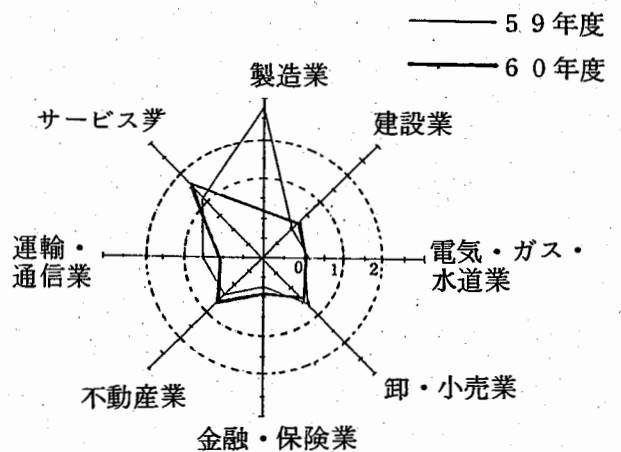 ５９年度
６０年度
製造業
サービス業
建設業
運輸・
通信業
0 1 2
電気・ガス・
水道業
不動産業
卸・小売業
金融・保険業